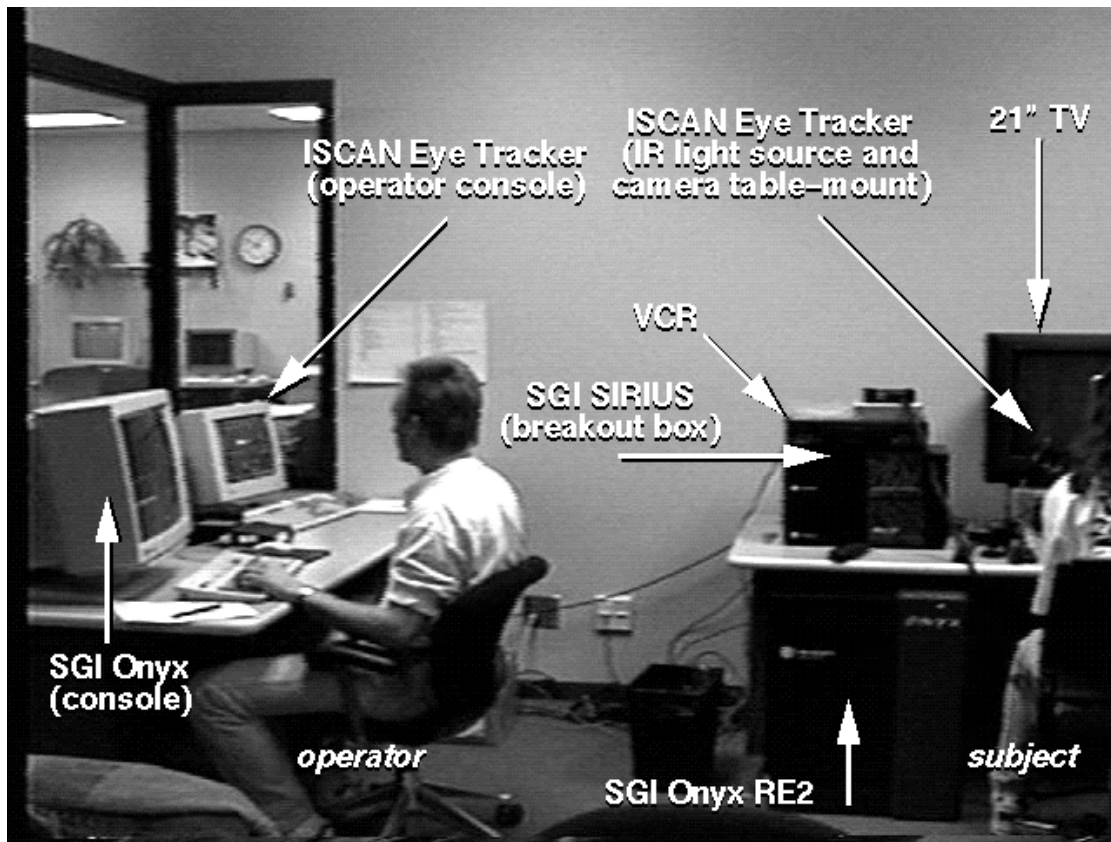 ISCAN Eye Tracker
(operator console)
ISCAN Eye Tracker
(IR light source and
camera table–mount)
21” TV
VCR
SGI SIRIUS
(breakout box)
SGI Onyx
(console)
operator
SGI Onyx RE2
subject
ONYX